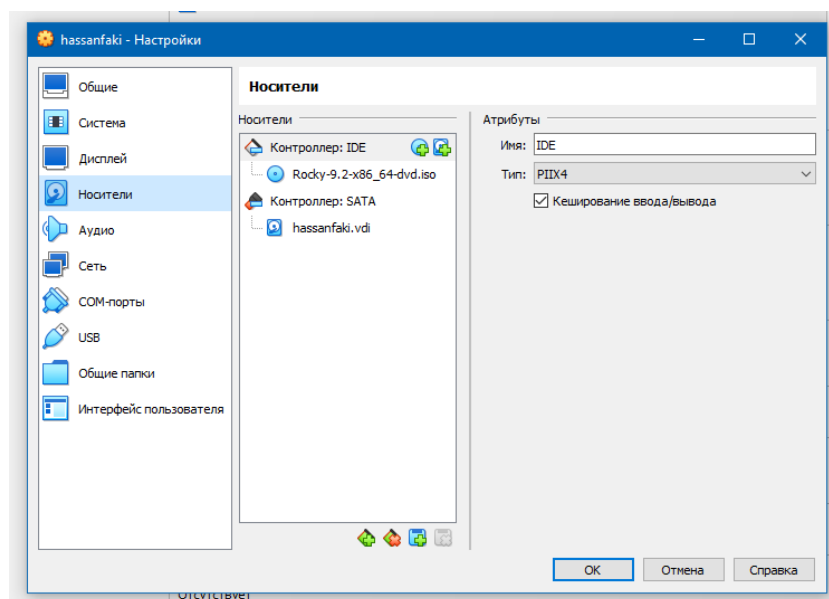 hassanfaki - Настройки
Общие
Система
Дисплей
Носители
Аудио
Сеть
COM-порты
USB
Общие папки
Интерфейс пользователя
Носители
Носители
Контроллер: IDE
Rocky-9.2-x86_64-dvd.iso
Контроллер: SATA
hassanfaki.vdi
Атрибуты
Имя: IDE
Тип: PIIX4
Кеширование ввода/вывода
OK Отмена Справка
Отсутствует